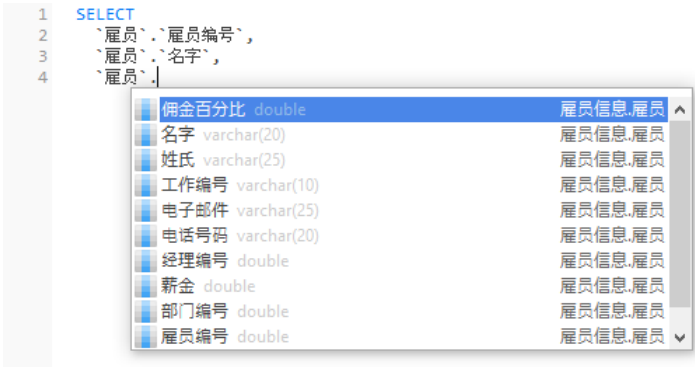 1 SELECT
2 `雇员`.`雇员编号`,
3 `雇员`.`名字`,
4 `雇员`.
佣金百分比 double 雇员信息.雇员
名字 varchar(20) 雇员信息.雇员
姓氏 varchar(25) 雇员信息.雇员
工作编号 varchar(10) 雇员信息.雇员
电子邮件 varchar(25) 雇员信息.雇员
电话号码 varchar(20) 雇员信息.雇员
经理编号 double 雇员信息.雇员
薪金 double 雇员信息.雇员
部门编号 double 雇员信息.雇员
雇员编号 double 雇员信息.雇员